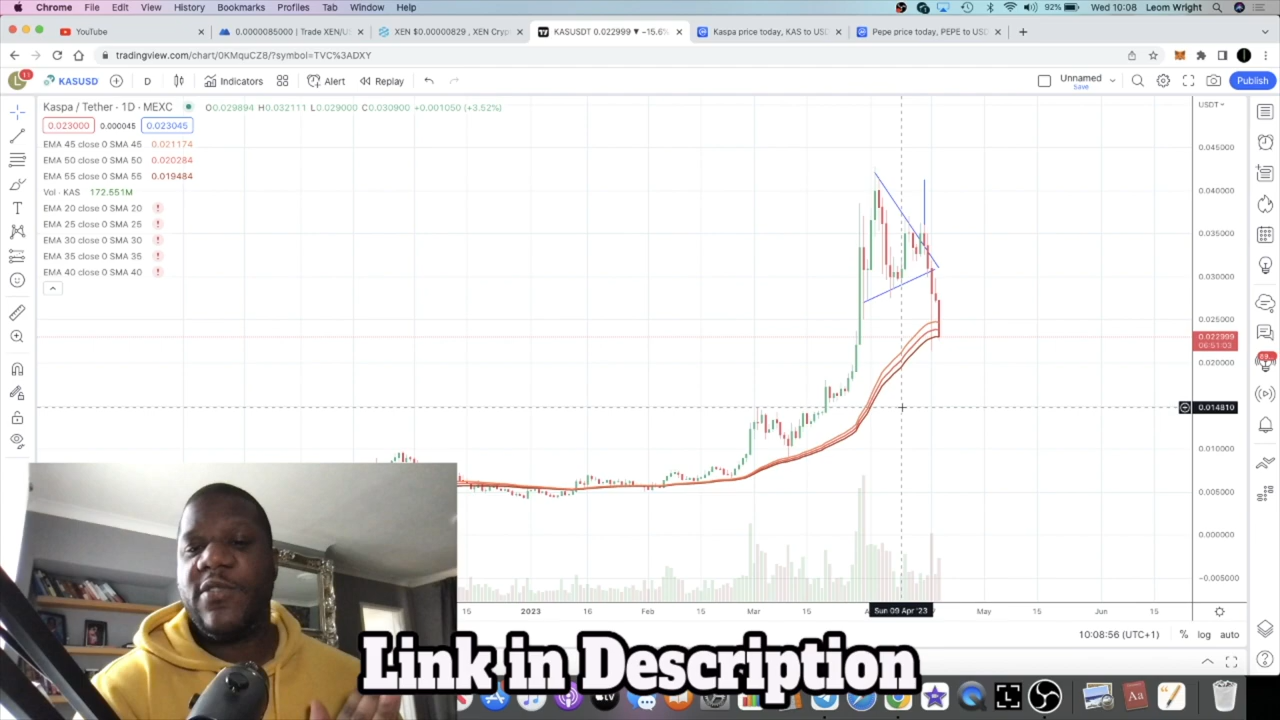 Chrome File Edit View History Bookmarks Profiles Tab Window Help 92% Wed 10:08 Leom Wright
YouTube 0.0000085000 | Trade XEN/US XEN $0.00000829 , XEN Cryp KASUSDT 0.022999 ▼ −15.6% Kaspa price today, KAS to USD Pepe price today, PEPE to USD
tradingview.com/chart/0KMquCZ8/?symbol=TVC%3ADXY
L 11 KASUSD D Indicators Alert Replay Unnamed Save Publish
Kaspa / Tether · 1D · MEXC O0.029894 H0.032111 L0.029000 C0.030900 +0.001050 (+3.52%) USDT
0.023000 0.000045 0.023045
EMA 45 close 0 SMA 45 0.021174
EMA 50 close 0 SMA 50 0.020284
EMA 55 close 0 SMA 55 0.019484
Vol · KAS 172.551M
EMA 20 close 0 SMA 20
EMA 25 close 0 SMA 25
EMA 30 close 0 SMA 30
EMA 35 close 0 SMA 35
EMA 40 close 0 SMA 40
0.045000
0.040000
0.035000
0.030000
0.025000
0.022999
06:51:03
0.020000
0.014810
0.010000
0.005000
0.000000
−0.005000
15 2023 16 Feb 15 Mar 15 Sun 09 Apr '23 May 15 Jun 15
10:08:56 (UTC+1) % log auto
Link in Description